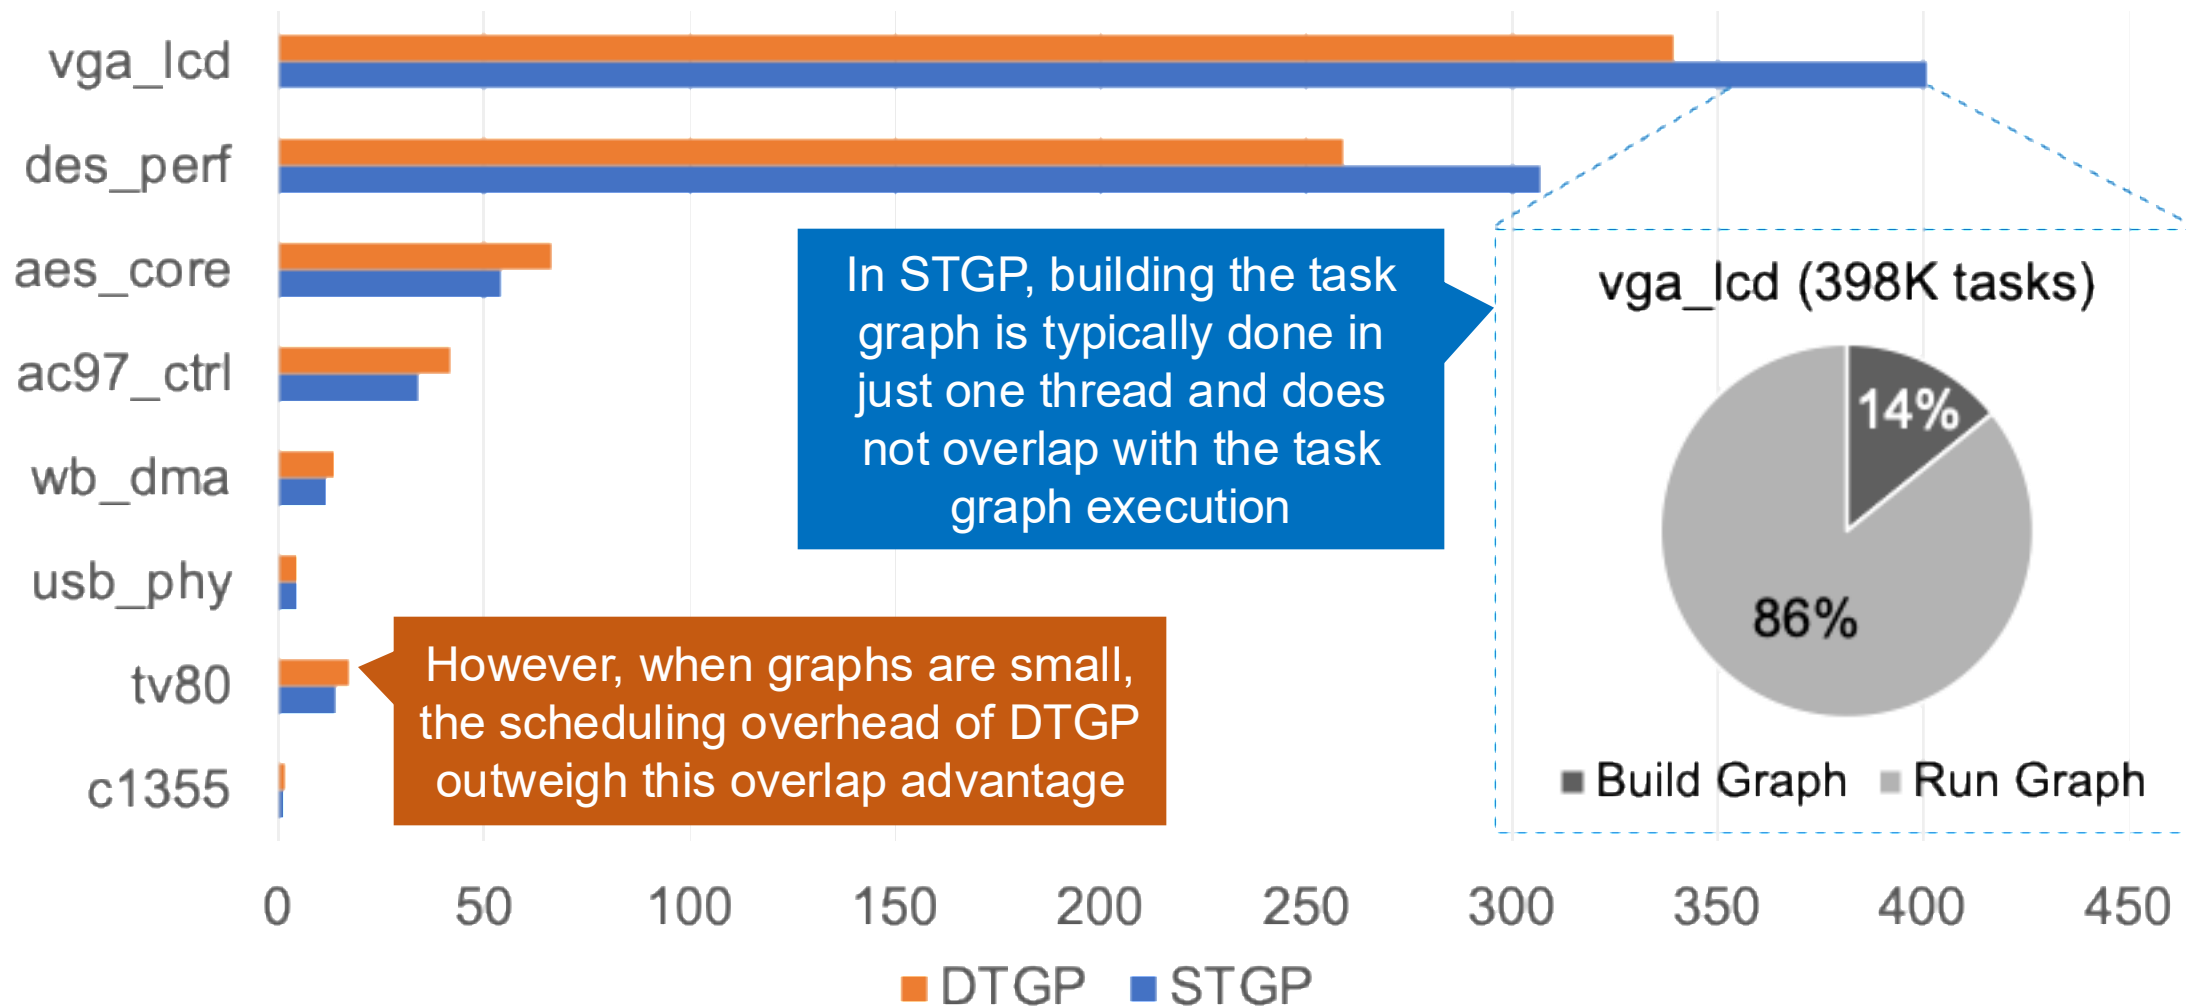 vga_lcd
des_perf
aes_core
ac97_ctrl
wb_dma
usb_phy
tv80
c1355
In STGP, building the task
graph is typically done in
just one thread and does
not overlap with the task
graph execution
However, when graphs are small,
the scheduling overhead of DTGP
outweigh this overlap advantage
vga_lcd (398K tasks)
14%
86%
Build Graph Run Graph
0 50 100 150 200 250 300 350 400 450
DTGP STGP